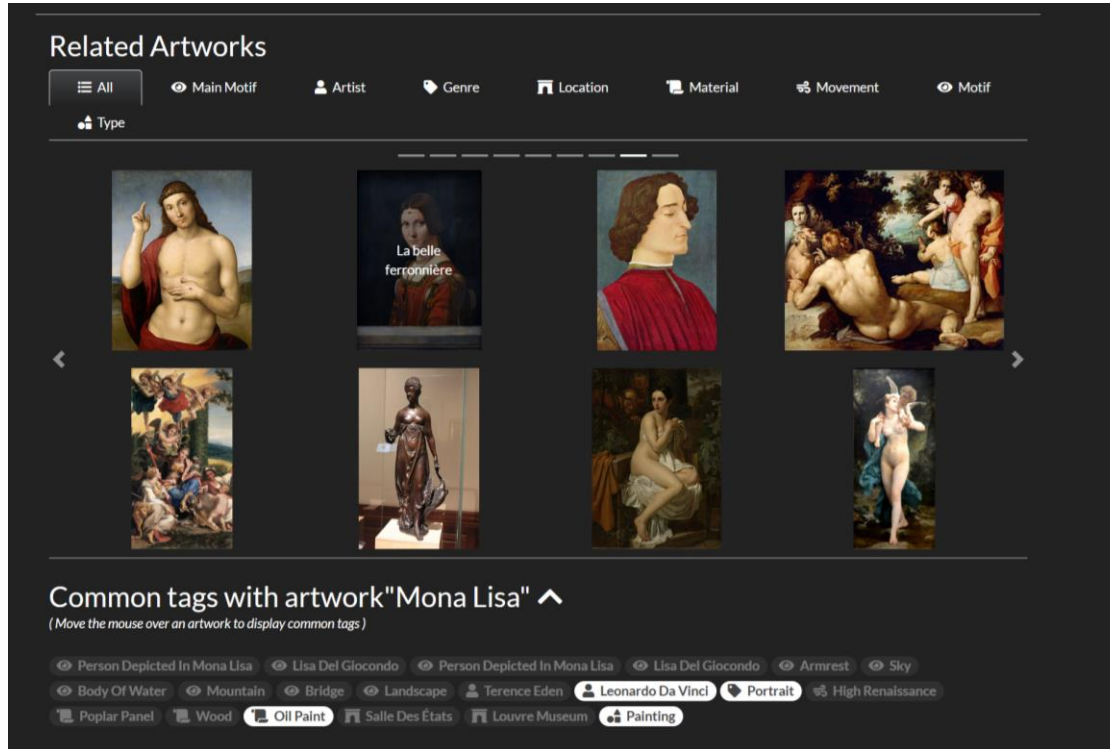 Related Artworks
All Main Motif Artist Genre Location Material Movement Motif
Type
La belle
ferronnière
Common tags with artwork"Mona Lisa"
( Move the mouse over an artwork to display common tags )
Person Depicted In Mona Lisa Lisa Del Giocondo Person Depicted In Mona Lisa Lisa Del Giocondo Armrest Sky
Body Of Water Mountain Bridge Landscape Terence Eden Leonardo Da Vinci Portrait High Renaissance
Poplar Panel Wood Oil Paint Salle Des États Louvre Museum Painting